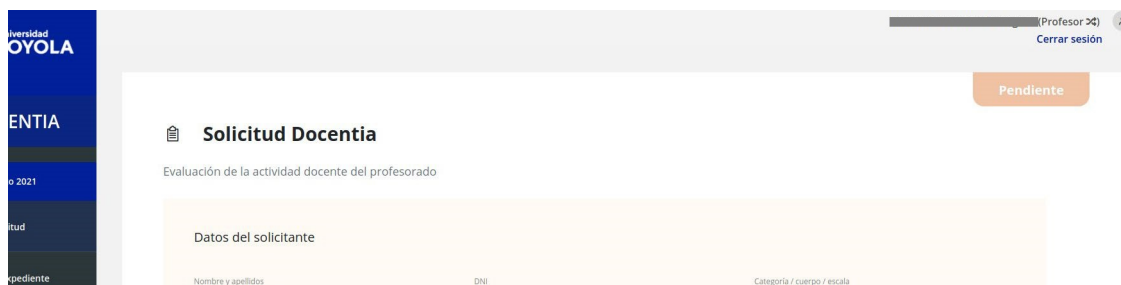 (Profesor)
Cerrar sesión
OYOLA
Pendiente
ENTIA
Solicitud Docentia
Evaluación de la actividad docente del profesorado
o 2021
itud
Datos del solicitante
xpediente
Nombre y apellidos DNI Categoría / cuerpo / escala